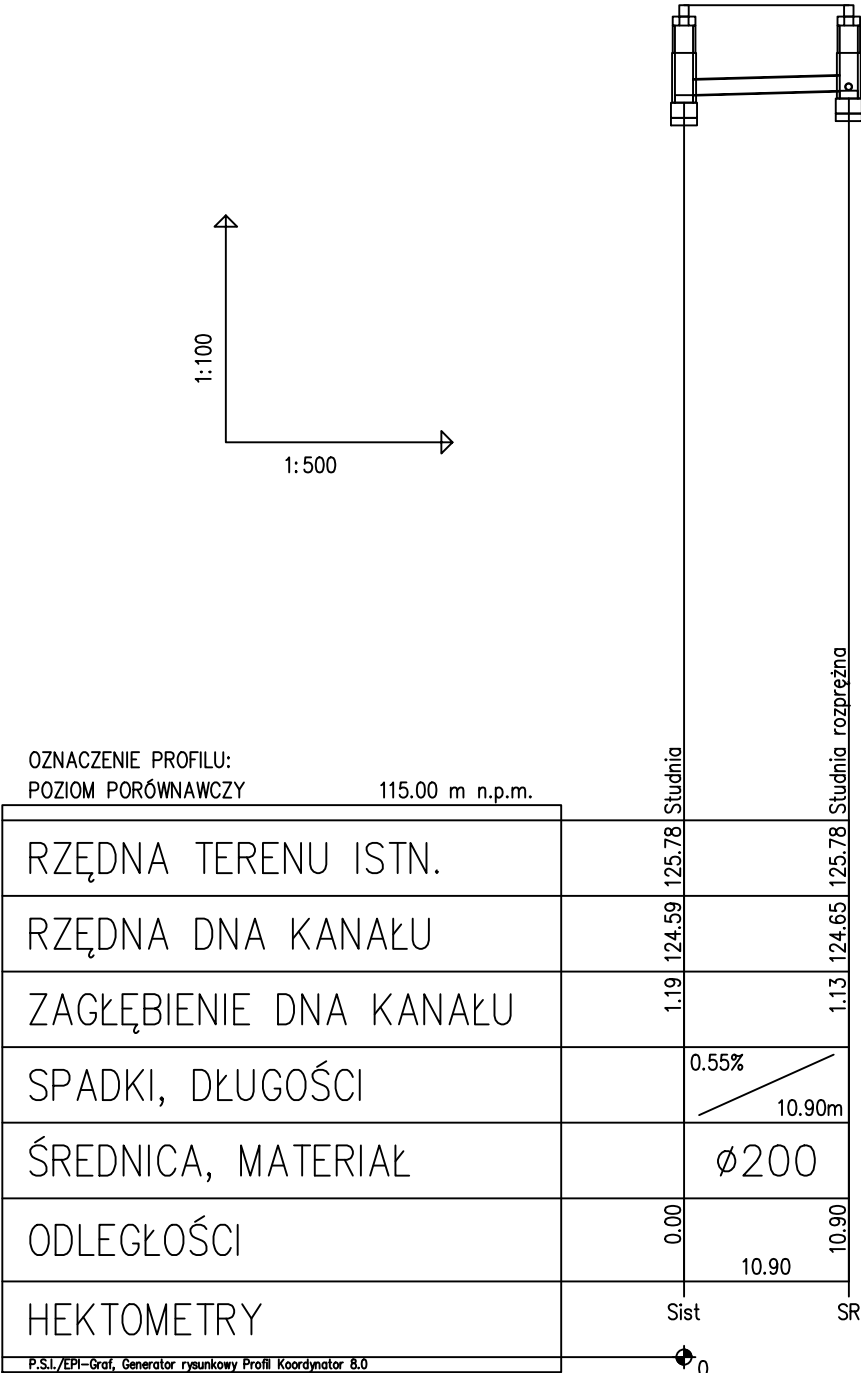 1:100
1:500
Studnia
Studnia rozprężna
OZNACZENIE PROFILU:
POZIOM PORÓWNAWCZY 115.00 m n.p.m.
RZĘDNA TERENU ISTN. 125.78 125.78
RZĘDNA DNA KANAŁU 124.59 124.65
ZAGŁĘBIENIE DNA KANAŁU 1.19 1.13
SPADKI, DŁUGOŚCI 0.55% 10.90m
ŚREDNICA, MATERIAŁ ø200
ODLEGŁOŚCI 0.00 10.90 10.90
HEKTOMETRY Sist SR
P.S.I./EPI-Graf, Generator rysunkowy Profil Koordynator 8.0
0